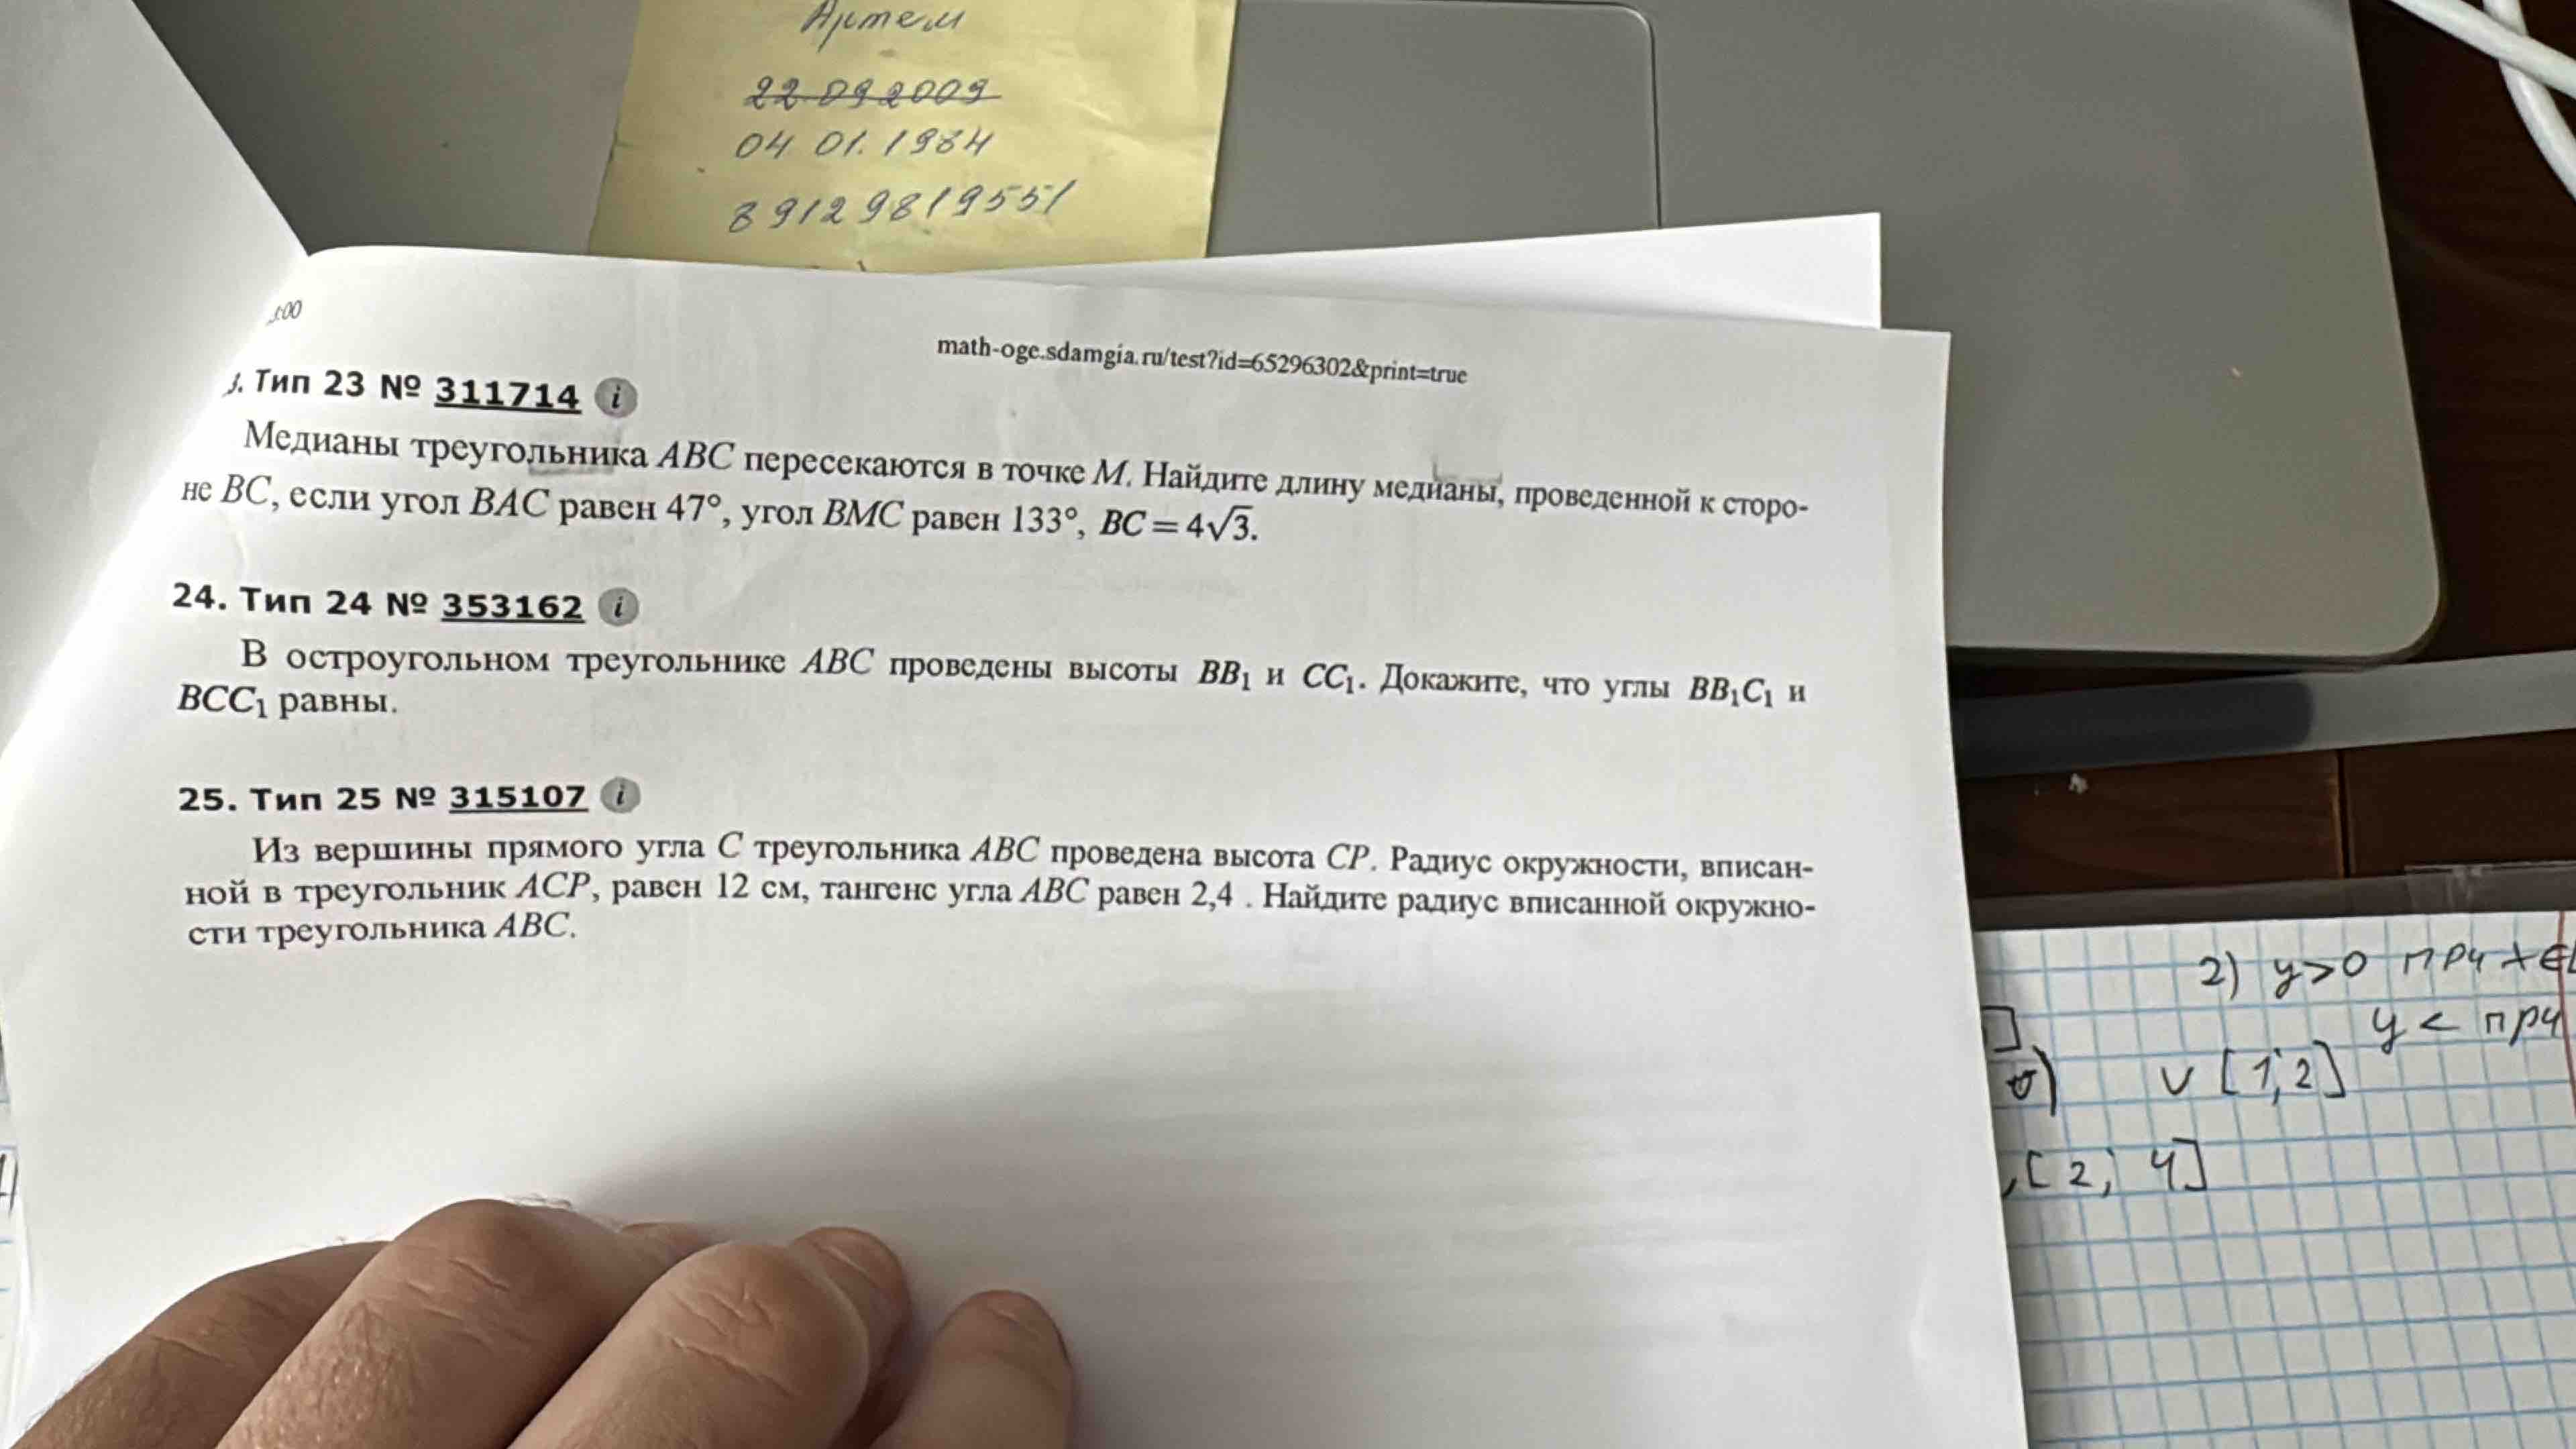 Артем
22 09 2009
04 01. 1984
89129819551
math-oge.sdamgia.ru/test?id=65296302&print=true
Тип 23 № 311714 i
Медианы треугольника ABC пересекаются в точке M. Найдите длину медианы, проведенной к сторо-
не BC, если угол BAC равен 47°, угол BMC равен 133°, BC = 4√3.
24. Тип 24 № 353162 i
В остроугольном треугольнике ABC проведены высоты BB₁ и CC₁. Докажите, что углы BB₁C₁ и
BCC₁ равны.
25. Тип 25 № 315107 i
Из вершины прямого угла C треугольника ABC проведена высота CP. Радиус окружности, вписан-
ной в треугольник ACP, равен 12 см, тангенс угла ABC равен 2,4 . Найдите радиус вписанной окружно-
сти треугольника ABC.
2) y>0 при x∈
y < при
∪ [1;2]
[2; 4]